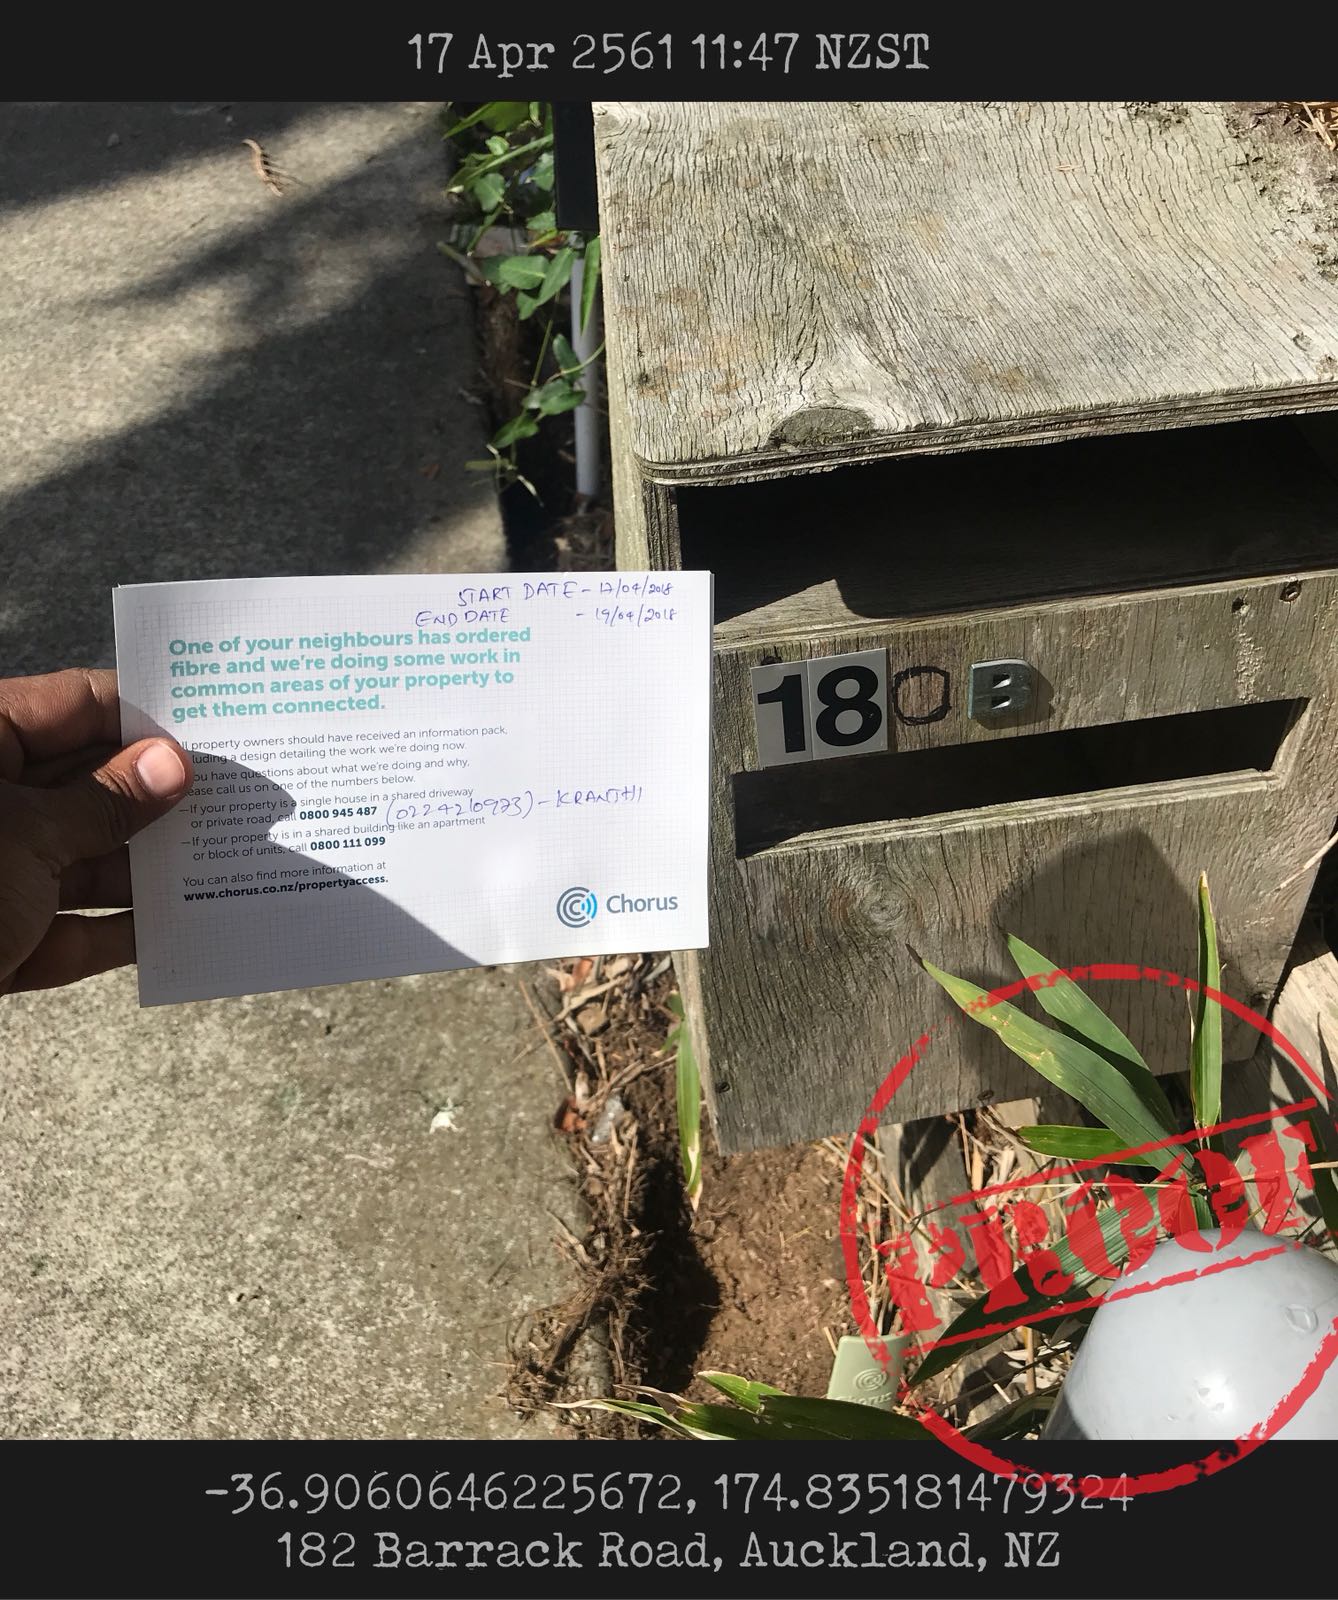 17 Apr 2561 11:47 NZST
START DATE - 17/04/2018
END DATE - 19/04/2018
One of your neighbours has ordered
fibre and we're doing some work in
common areas of your property to
get them connected.
ll property owners should have received an information pack,
luding a design detailing the work we're doing now.
ou have questions about what we're doing and why,
ease call us on one of the numbers below.
—If your property is a single house in a shared driveway
or private road, call 0800 945 487 (0224210973) - KRANTHI
—If your property is in a shared building like an apartment
or block of units, call 0800 111 099
You can also find more information at
www.chorus.co.nz/propertyaccess.
Chorus
180 B
Chorus
PROOF
-36.9060646225672, 174.835181479324
182 Barrack Road, Auckland, NZ